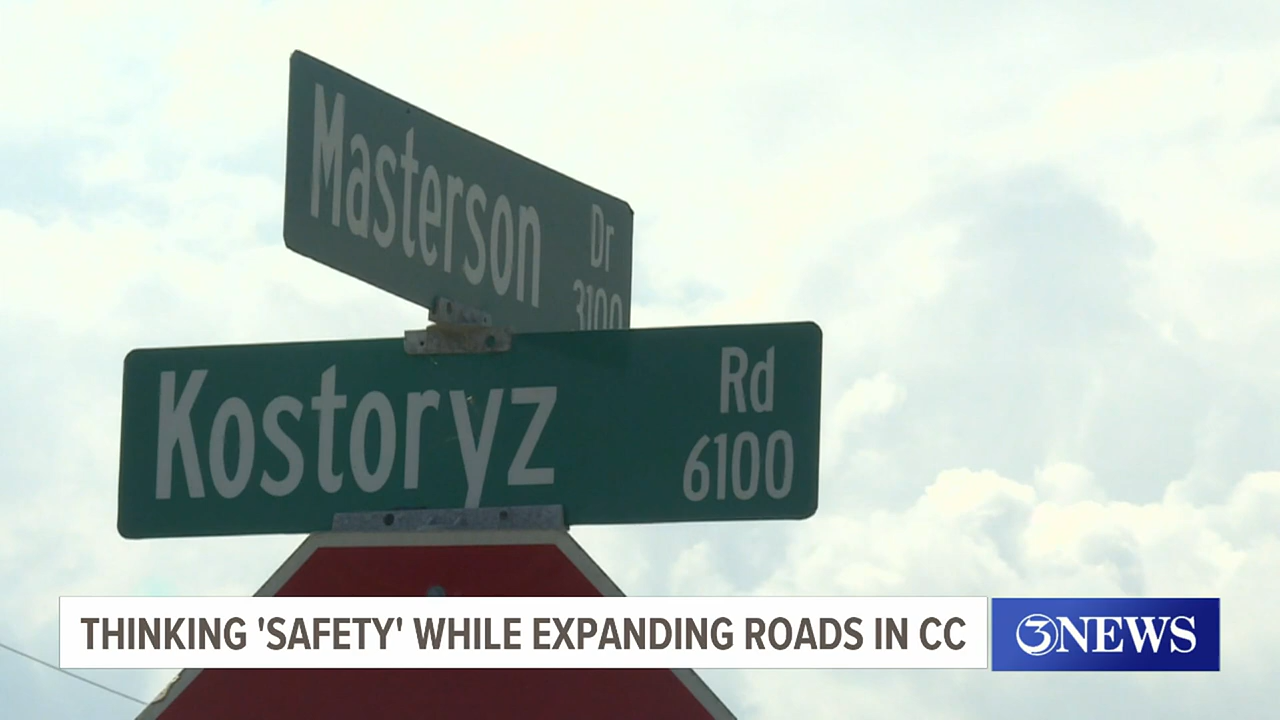 Masterson Dr
3100
Kostoryz Rd
6100
THINKING 'SAFETY' WHILE EXPANDING ROADS IN CC
3NEWS